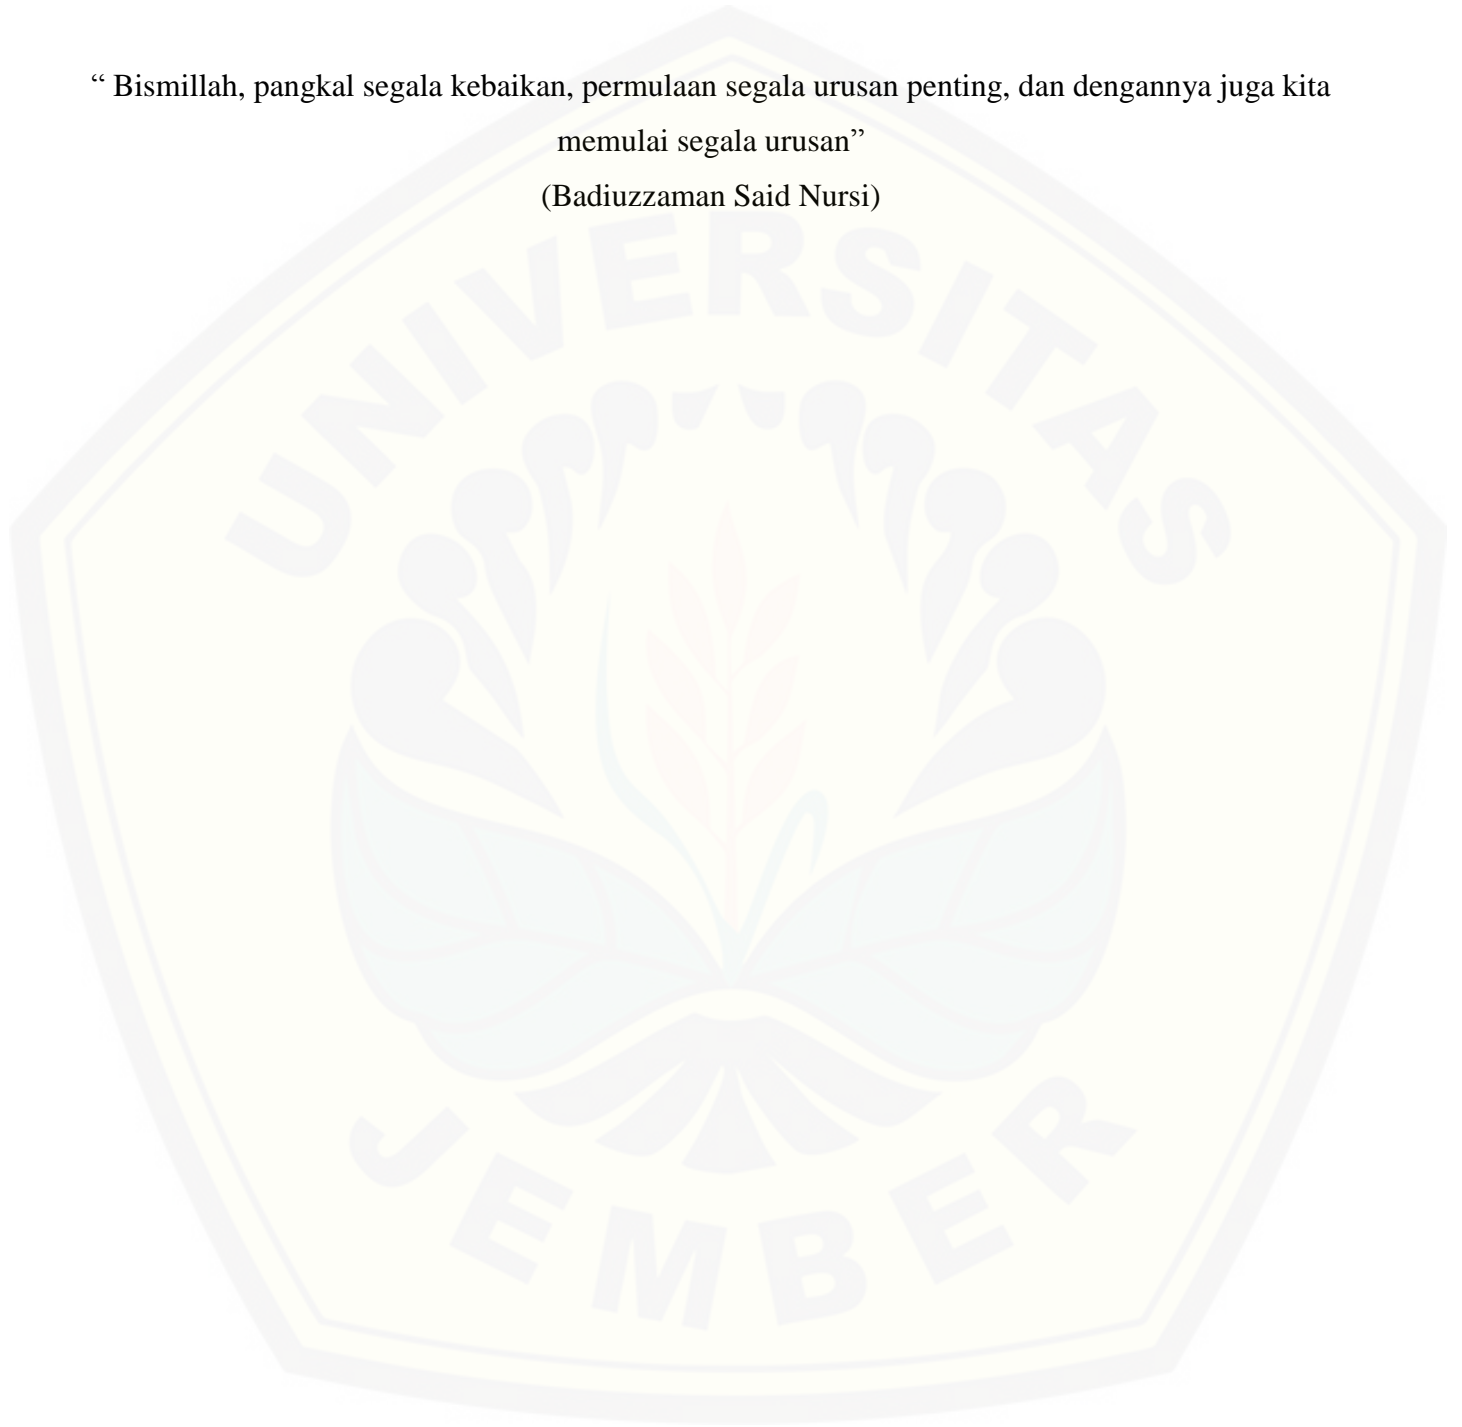 “ Bismillah, pangkal segala kebaikan, permulaan segala urusan penting, dan dengannya juga kita
memulai segala urusan”
(Badiuzzaman Said Nursi)
UNIVERSITAS
JEMBER